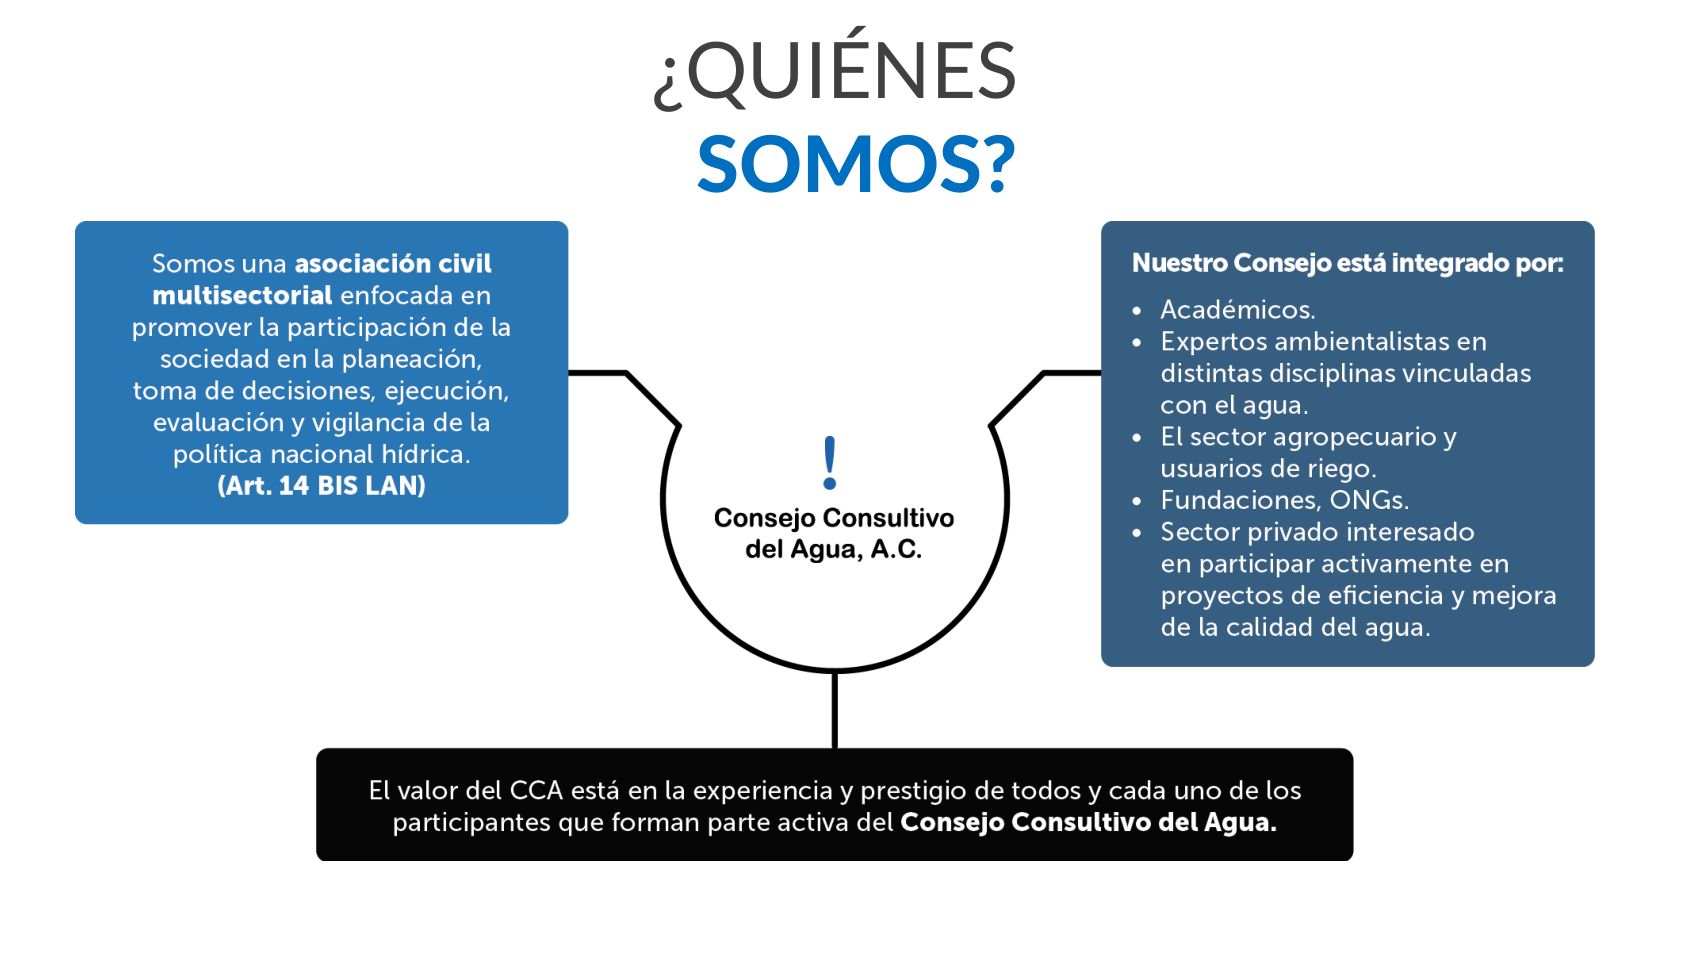 ¿QUIÉNES
SOMOS?
Somos una asociación civil
multisectorial enfocada en
promover la participación de la
sociedad en la planeación,
toma de decisiones, ejecución,
evaluación y vigilancia de la
política nacional hídrica.
(Art. 14 BIS LAN)
!
Consejo Consultivo
del Agua, A.C.
Nuestro Consejo está integrado por:
• Académicos.
• Expertos ambientalistas en
distintas disciplinas vinculadas
con el agua.
• El sector agropecuario y
usuarios de riego.
• Fundaciones, ONGs.
• Sector privado interesado
en participar activamente en
proyectos de eficiencia y mejora
de la calidad del agua.
El valor del CCA está en la experiencia y prestigio de todos y cada uno de los
participantes que forman parte activa del Consejo Consultivo del Agua.